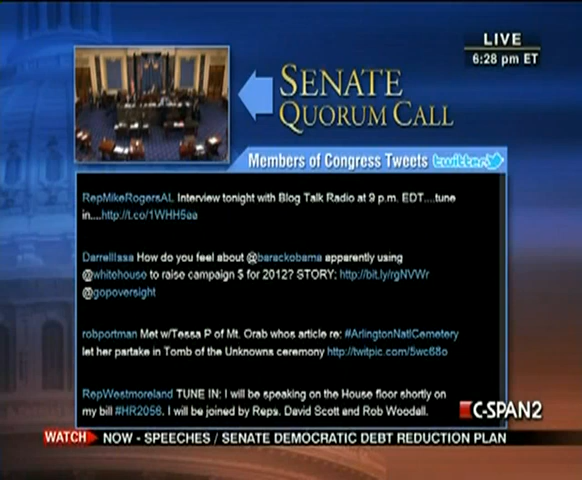 LIVE
6:28 pm ET
SENATE
QUORUM CALL
Members of Congress Tweets twitter
RepMikeRogersAL Interview tonight with Blog Talk Radio at 9 p.m. EDT....tune
in....http://t.co/1WHH5ea
DarrellIssa How do you feel about @barackobama apparently using
@whitehouse to raise campaign $ for 2012? STORY: http://bit.ly/rgNVWr
@gopoversight
robportman Met w/Tessa P of Mt. Orab whos article re: #ArlingtonNatlCemetery
let her partake in Tomb of the Unknowns ceremony http://twitpic.com/5wc68o
RepWestmoreland TUNE IN: I will be speaking on the House floor shortly on
my bill #HR2056. I will be joined by Reps. David Scott and Rob Woodall.
C-SPAN2
WATCH NOW - SPEECHES / SENATE DEMOCRATIC DEBT REDUCTION PLAN